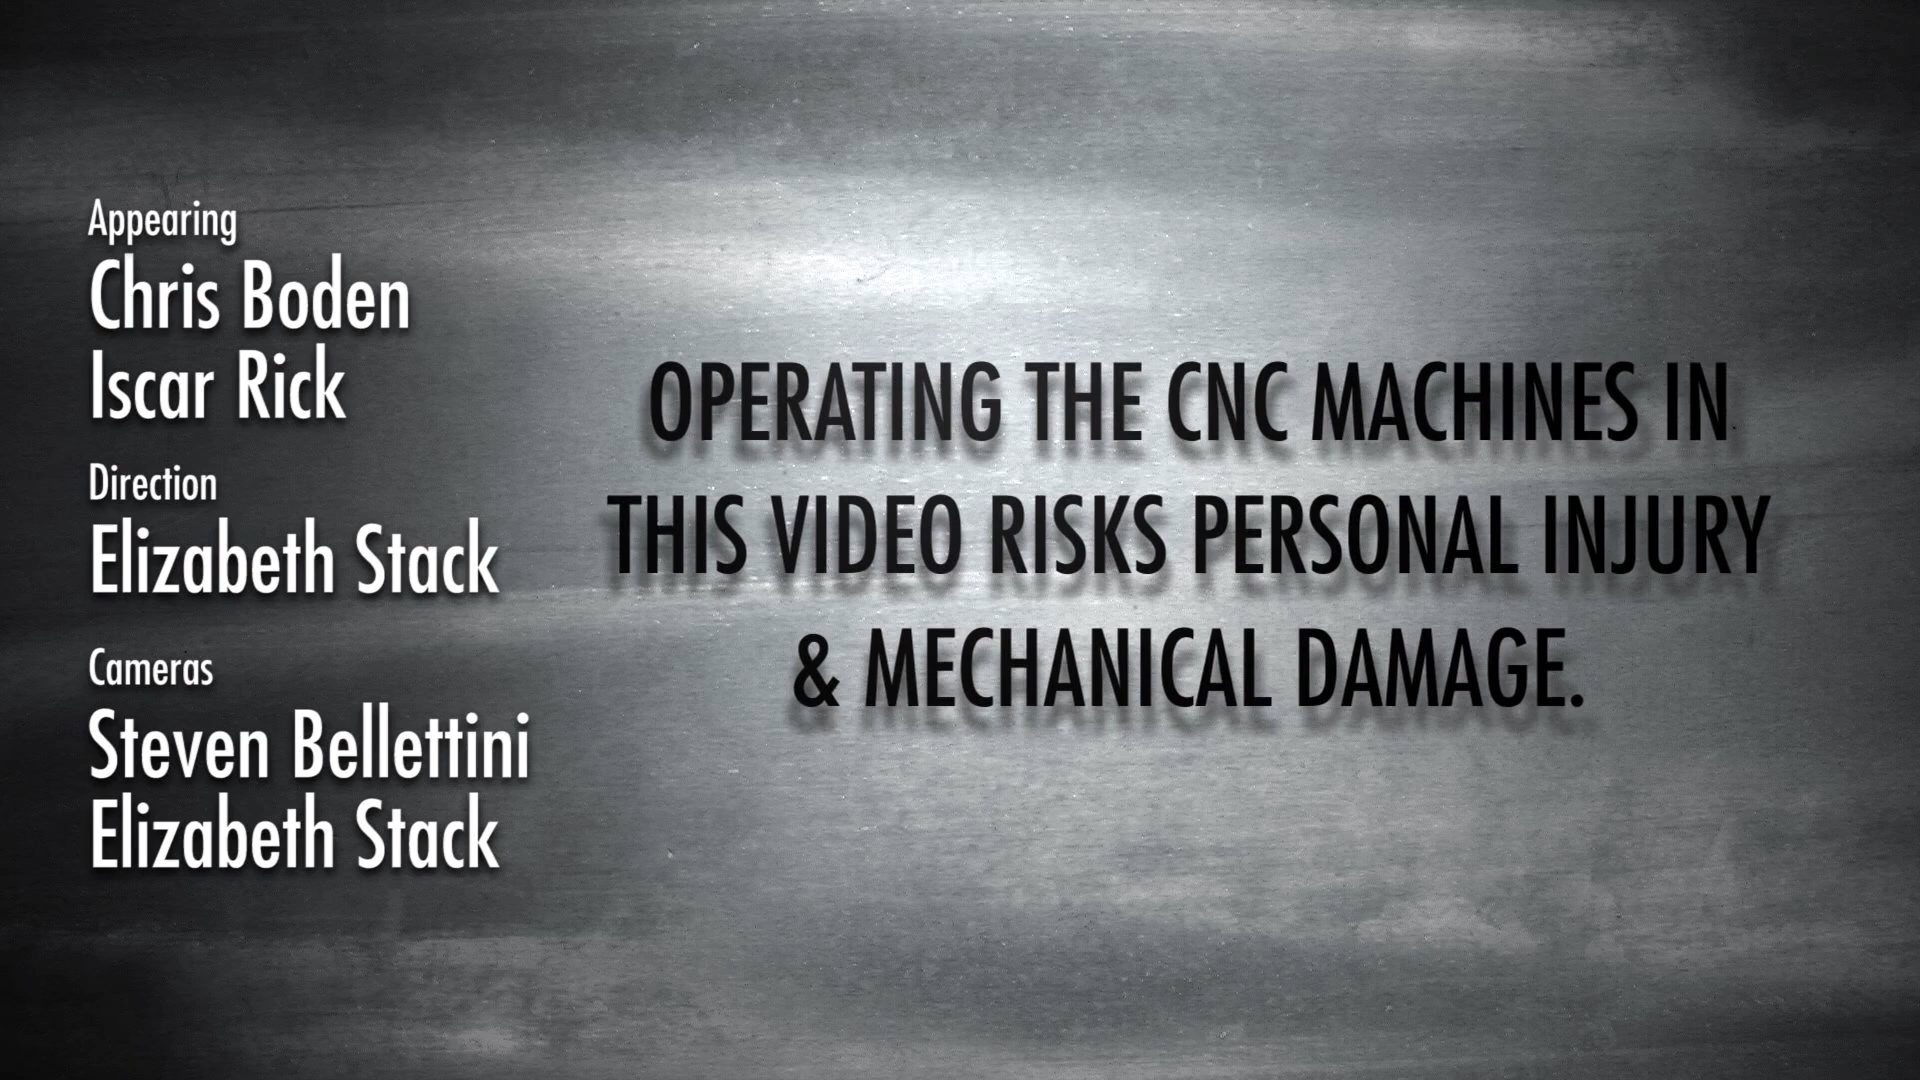 Appearing
Chris Boden
Iscar Rick
Direction
Elizabeth Stack
Cameras
Steven Bellettini
Elizabeth Stack
OPERATING THE CNC MACHINES IN
THIS VIDEO RISKS PERSONAL INJURY
& MECHANICAL DAMAGE.